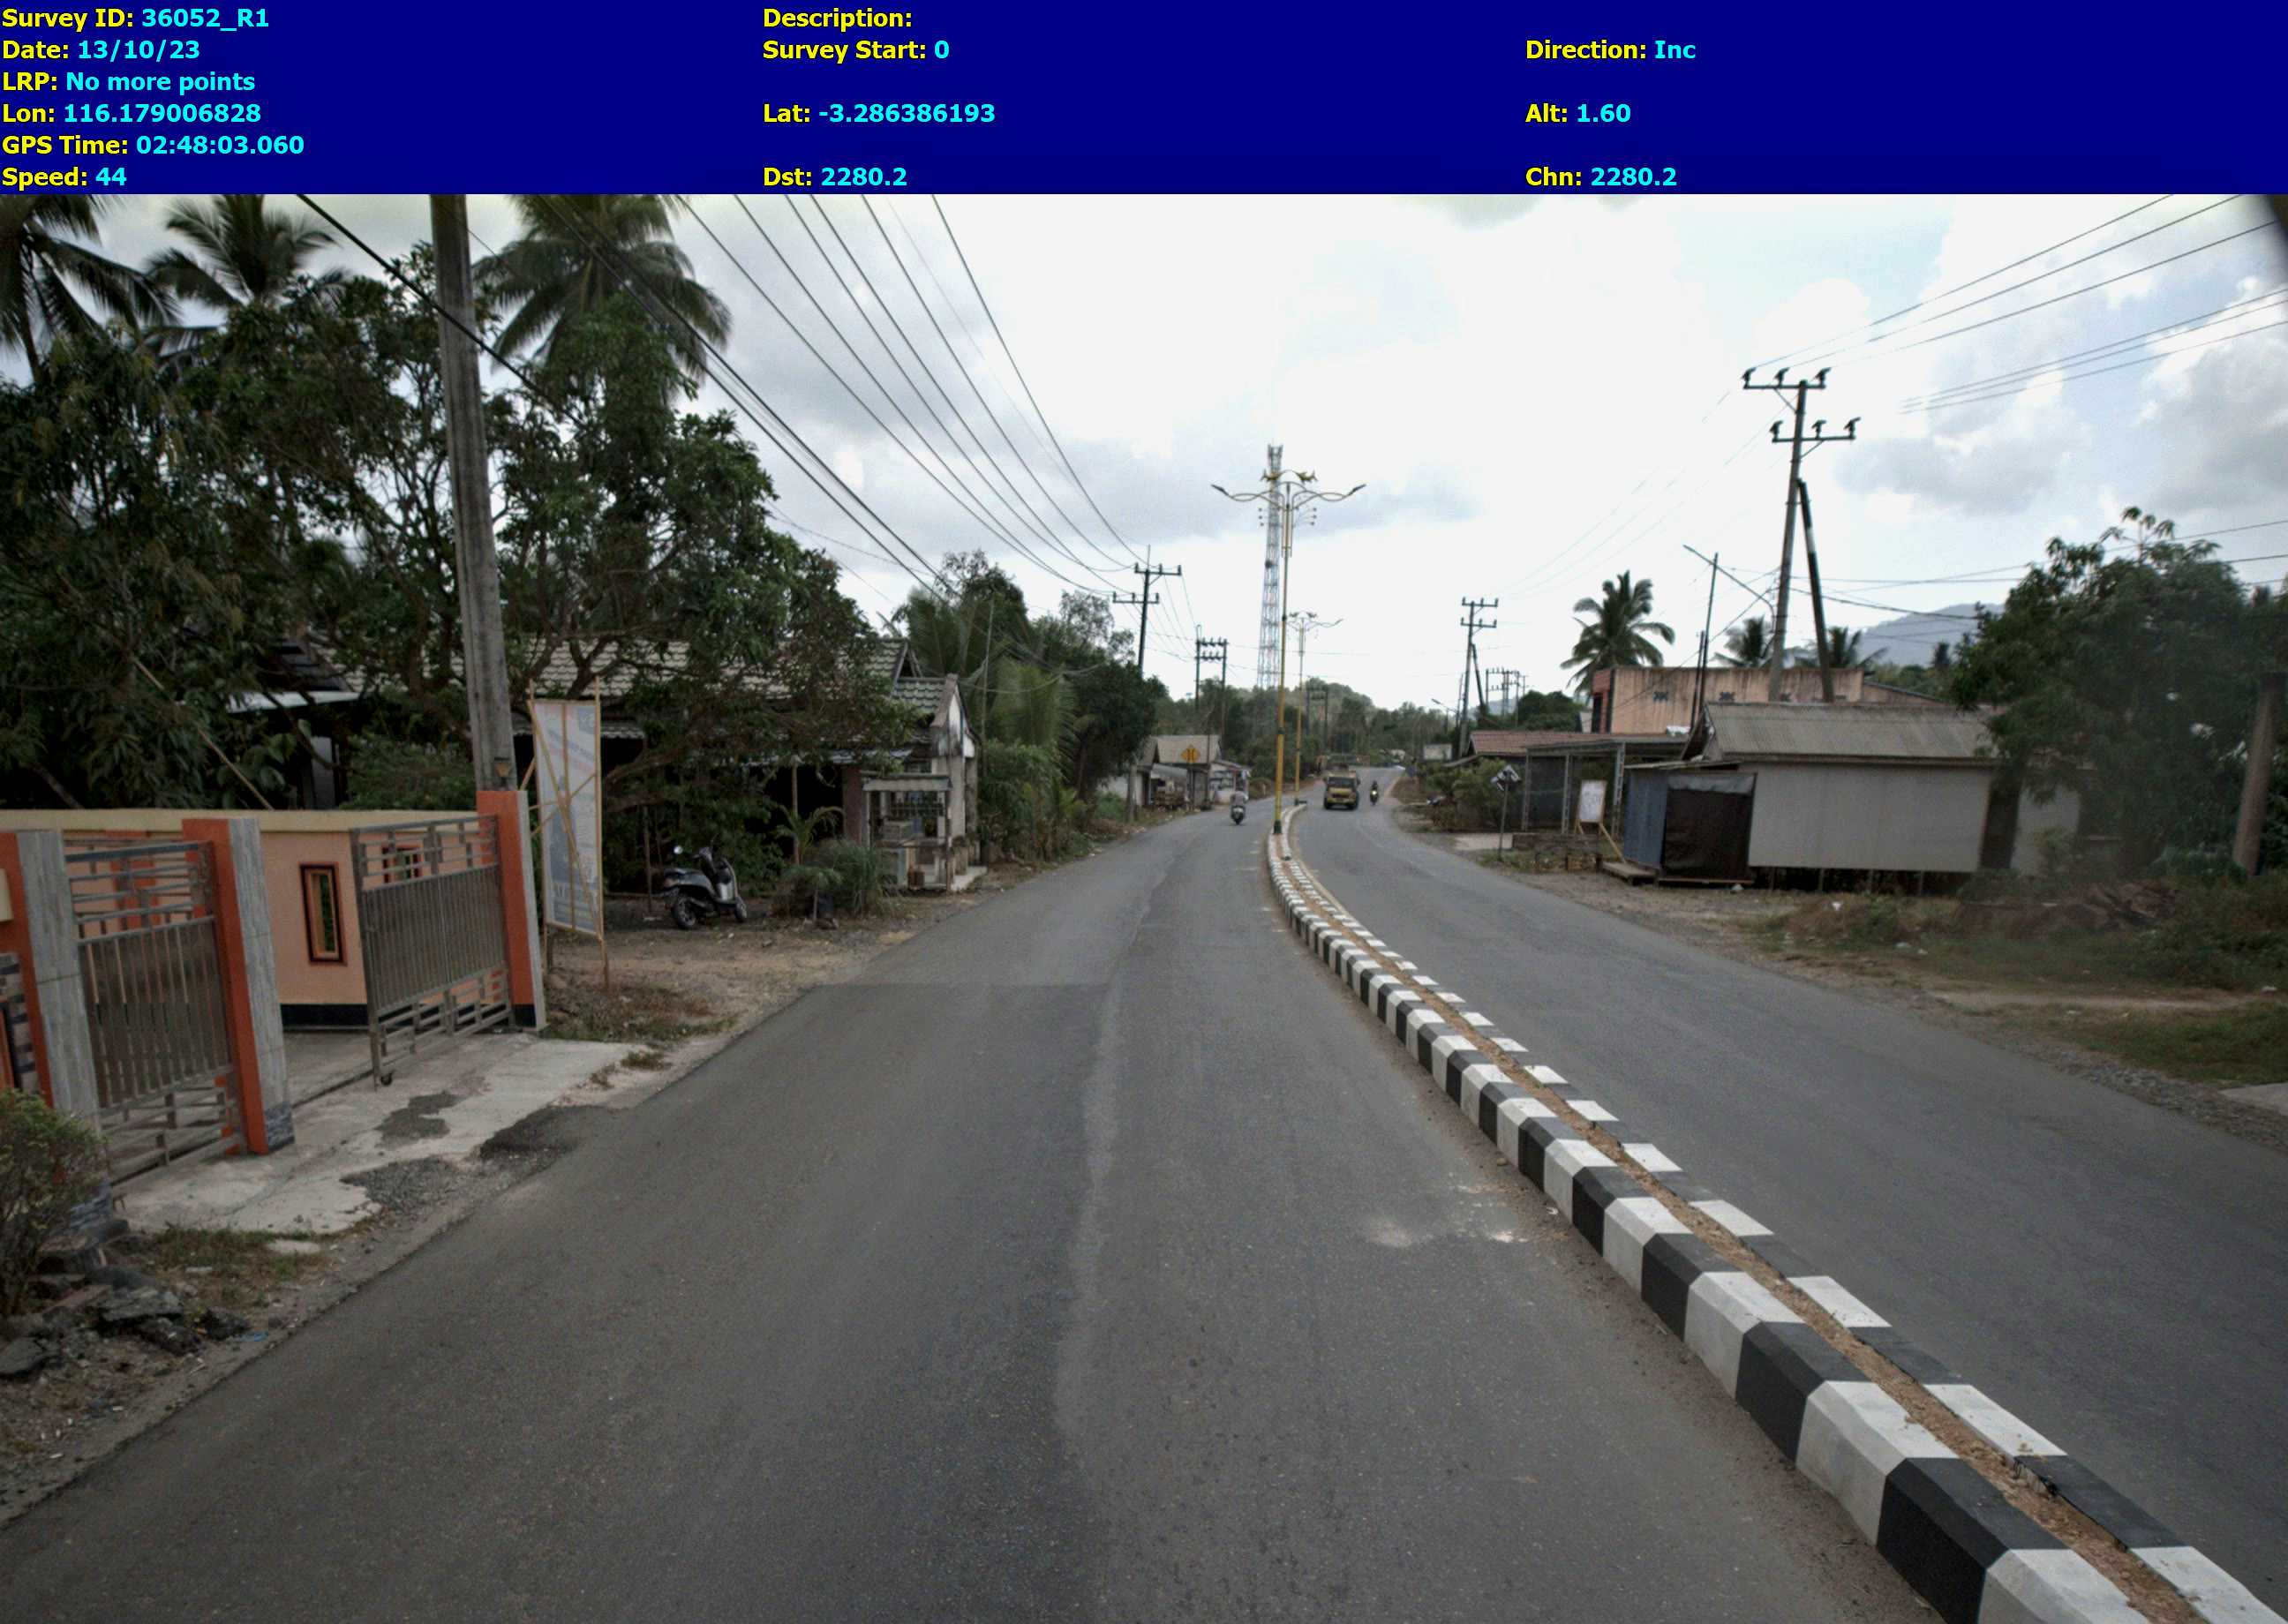 Survey ID: 36052_R1
Description:
Date: 13/10/23
Survey Start: 0
Direction: Inc
LRP: No more points
Lon: 116.179006828
Lat: -3.286386193
Alt: 1.60
GPS Time: 02:48:03.060
Speed: 44
Dst: 2280.2
Chn: 2280.2